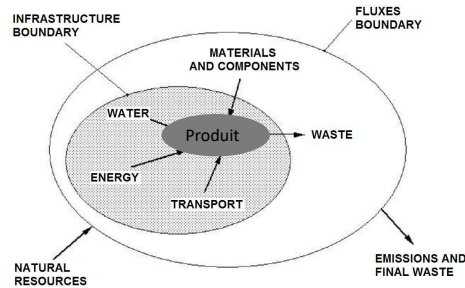 INFRASTRUCTURE
BOUNDARY
FLUXES
BOUNDARY
MATERIALS
AND COMPONENTS
WATER
Produit
WASTE
ENERGY
TRANSPORT
NATURAL
RESOURCES
EMISSIONS AND
FINAL WASTE